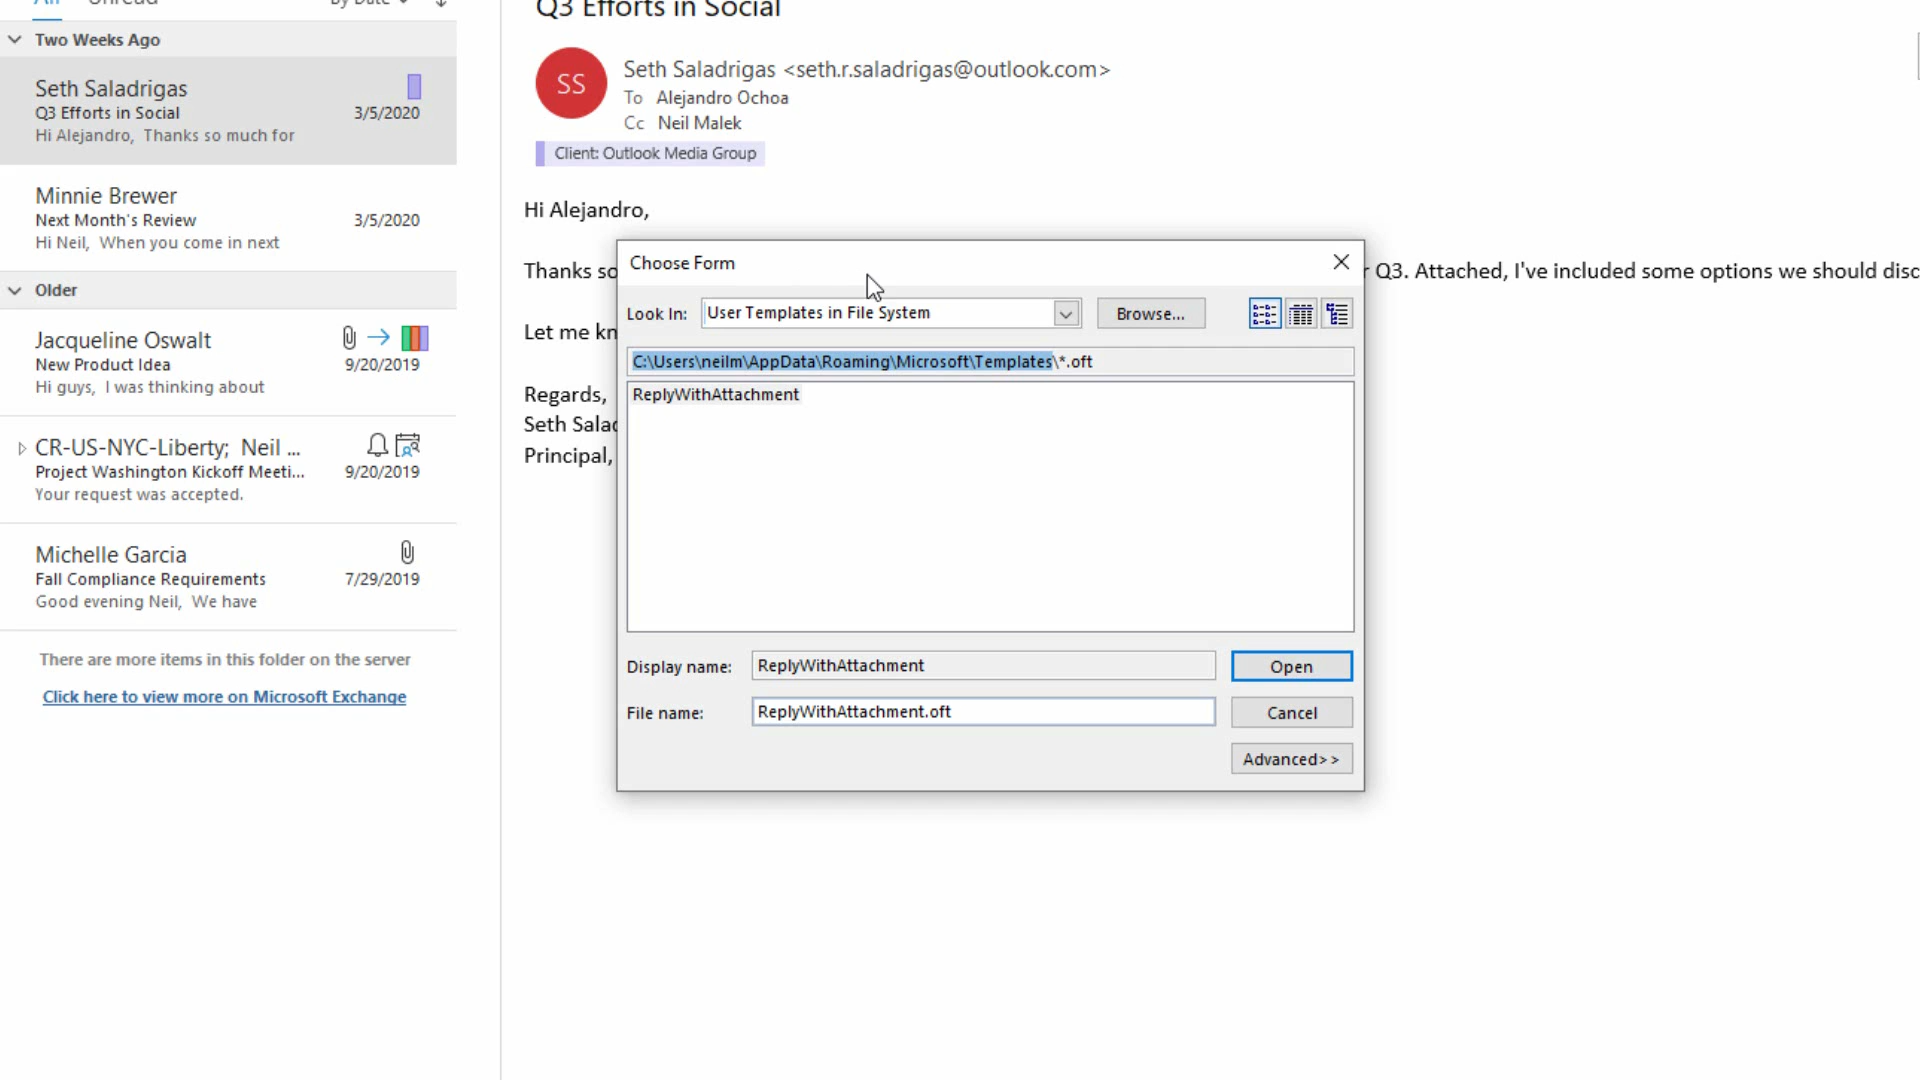 All Unread By Date
Two Weeks Ago
Seth Saladrigas
Q3 Efforts in Social 3/5/2020
Hi Alejandro, Thanks so much for
Minnie Brewer
Next Month's Review 3/5/2020
Hi Neil, When you come in next
Older
Jacqueline Oswalt
New Product Idea 9/20/2019
Hi guys, I was thinking about
CR-US-NYC-Liberty; Neil ...
Project Washington Kickoff Meeti... 9/20/2019
Your request was accepted.
Michelle Garcia
Fall Compliance Requirements 7/29/2019
Good evening Neil, We have
There are more items in this folder on the server
Click here to view more on Microsoft Exchange
Q3 Efforts in Social
SS
Seth Saladrigas <seth.r.saladrigas@outlook.com>
To Alejandro Ochoa
Cc Neil Malek
Client: Outlook Media Group
Hi Alejandro,
Thanks so r Q3. Attached, I've included some options we should disc
Let me kn
Regards,
Seth Salad
Principal,
Choose Form
Look In: User Templates in File System Browse...
C:\Users\neilm\AppData\Roaming\Microsoft\Templates\*.oft
ReplyWithAttachment
Display name: ReplyWithAttachment Open
File name: ReplyWithAttachment.oft Cancel
Advanced>>